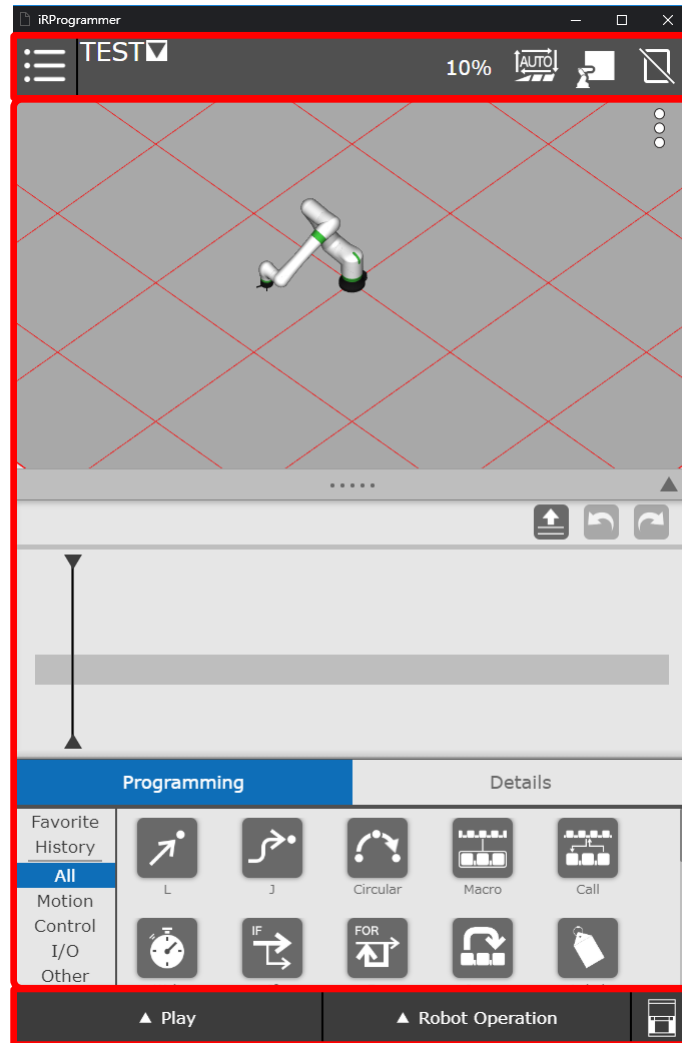 iRProgrammer
TEST
10%
AUTO
Programming
Details
Favorite
History
All
Motion
Control
I/O
Other
L
J
Circular
Macro
Call
IF
FOR
▲ Play
▲ Robot Operation